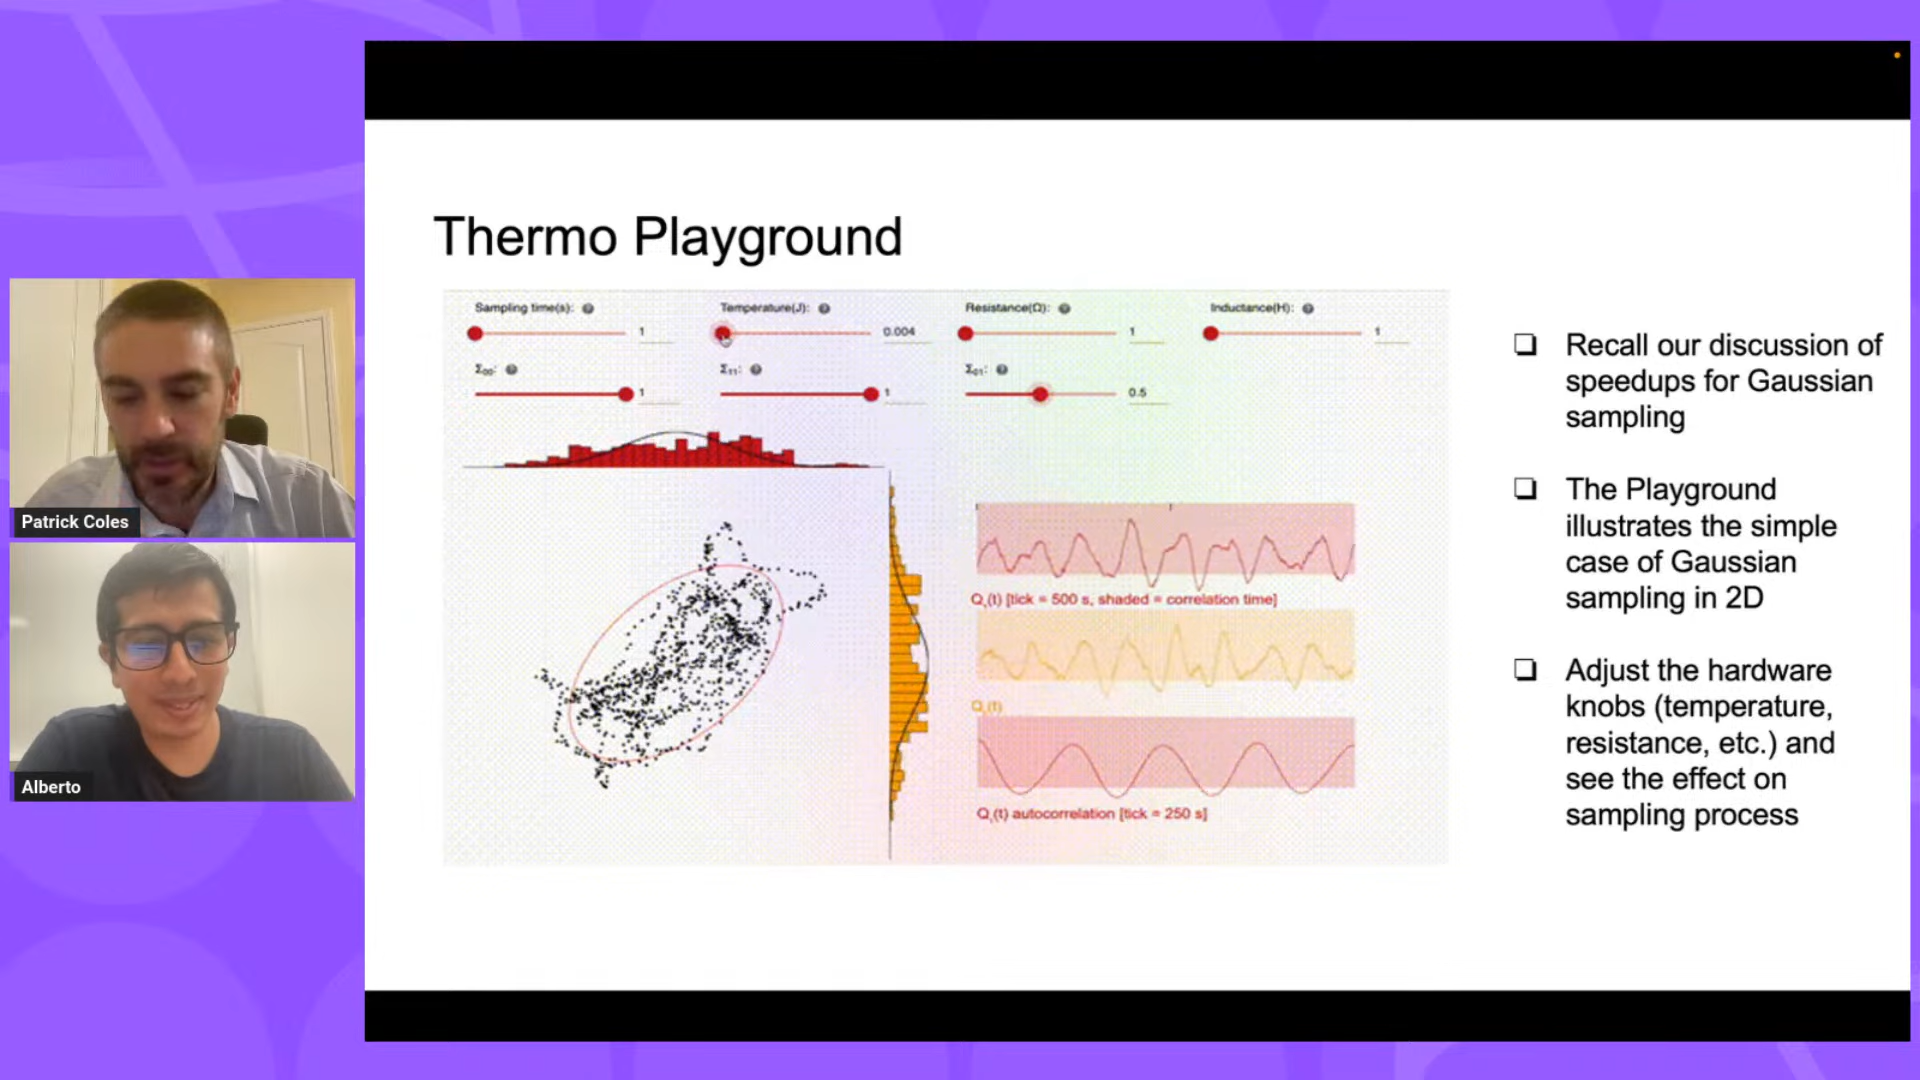 Thermo Playground
Sampling time(s):
1
Temperature(J):
0.004
Resistance(Ω):
1
Inductance(H):
1
Σ₀₀:
1
Σ₁₁:
1
Σ₀₁:
0.5
Q₁(t) [tick = 500 s, shaded = correlation time]
Q₁(t) autocorrelation [tick = 250 s]
Recall our discussion of
speedups for Gaussian
sampling
The Playground
illustrates the simple
case of Gaussian
sampling in 2D
Adjust the hardware
knobs (temperature,
resistance, etc.) and
see the effect on
sampling process
Patrick Coles
Alberto